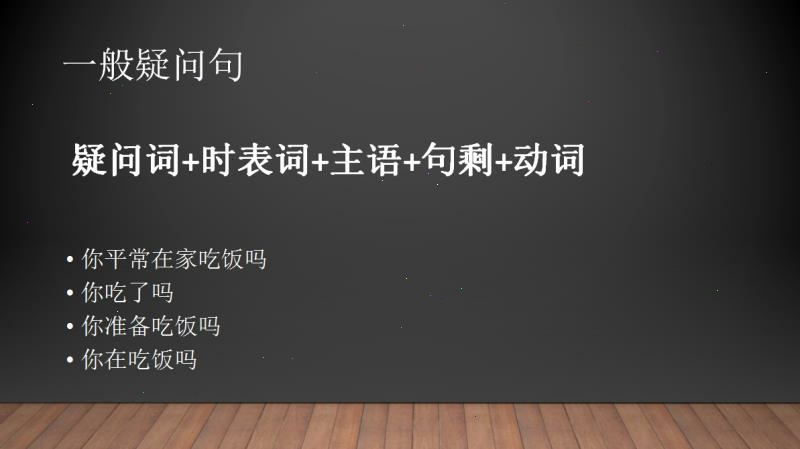 一般疑问句
疑问词+时表词+主语+句剩+动词
• 你平常在家吃饭吗
• 你吃了吗
• 你准备吃饭吗
• 你在吃饭吗